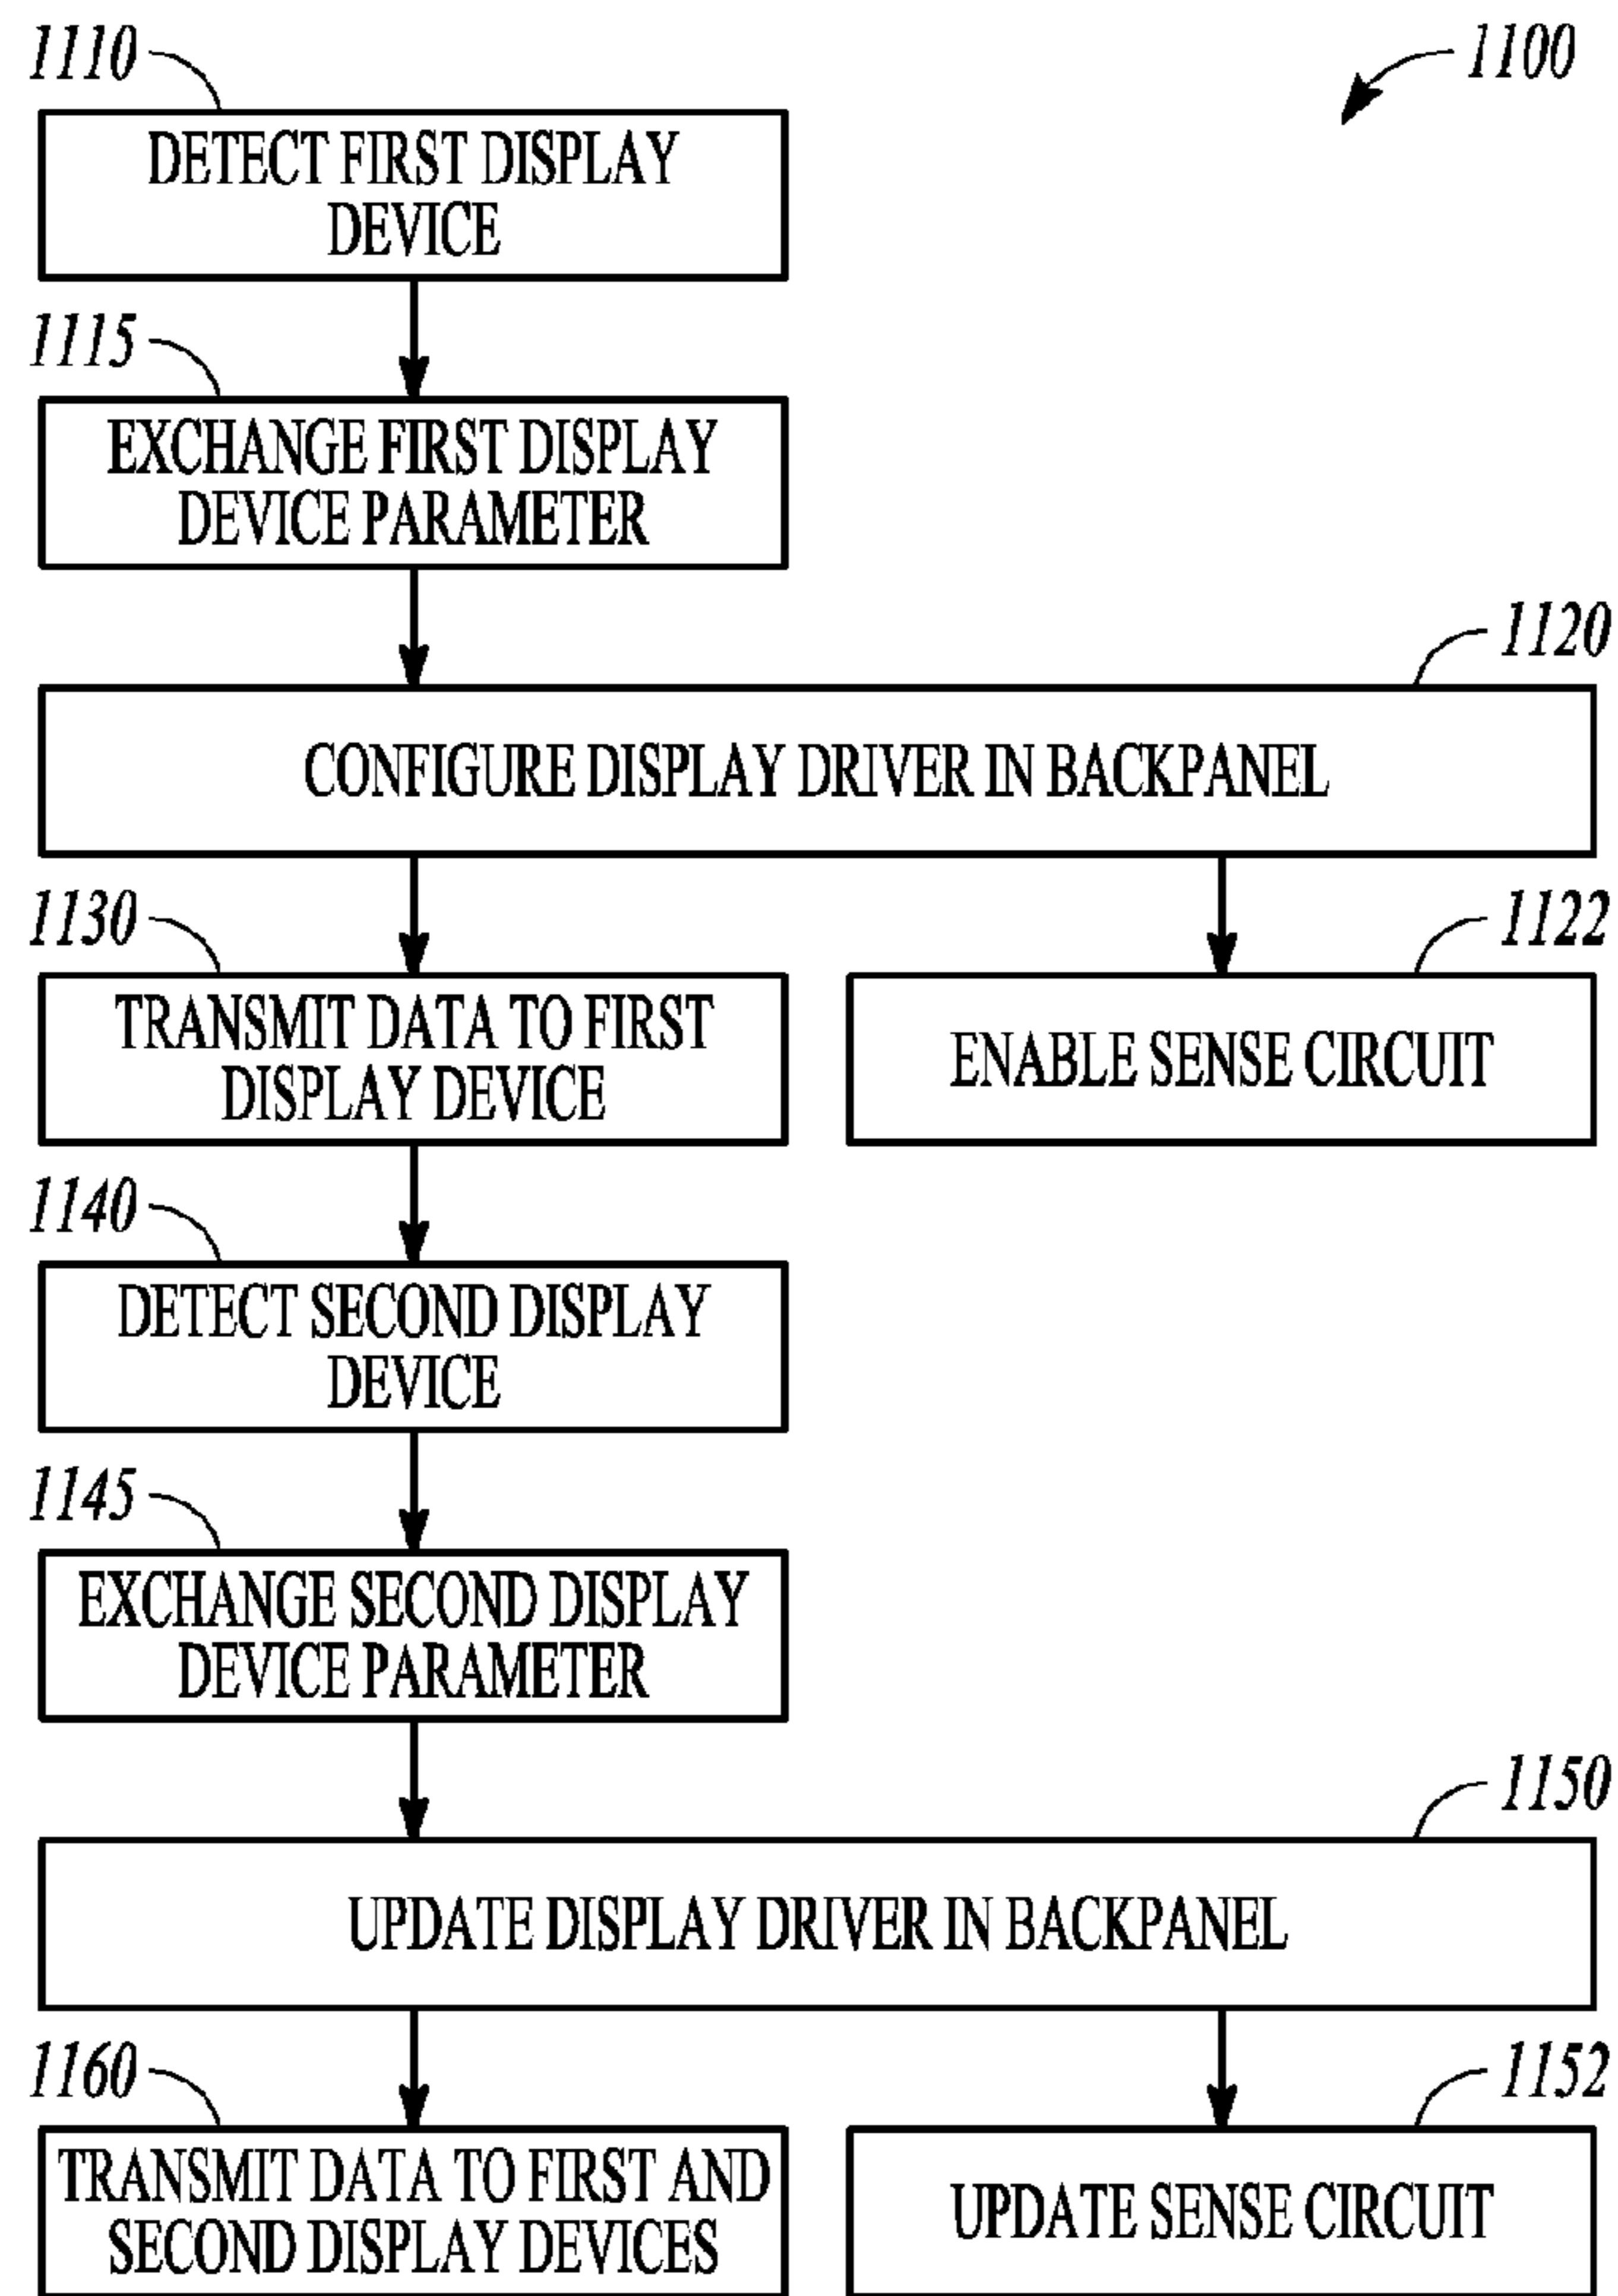 1110
1100
DETECT FIRST DISPLAY
DEVICE
1115
EXCHANGE FIRST DISPLAY
DEVICE PARAMETER
1120
CONFIGURE DISPLAY DRIVER IN BACKPANEL
1130
1122
TRANSMIT DATA TO FIRST
DISPLAY DEVICE
ENABLE SENSE CIRCUIT
1140
DETECT SECOND DISPLAY
DEVICE
1145
EXCHANGE SECOND DISPLAY
DEVICE PARAMETER
1150
UPDATE DISPLAY DRIVER IN BACKPANEL
1160
1152
TRANSMIT DATA TO FIRST AND
SECOND DISPLAY DEVICES
UPDATE SENSE CIRCUIT